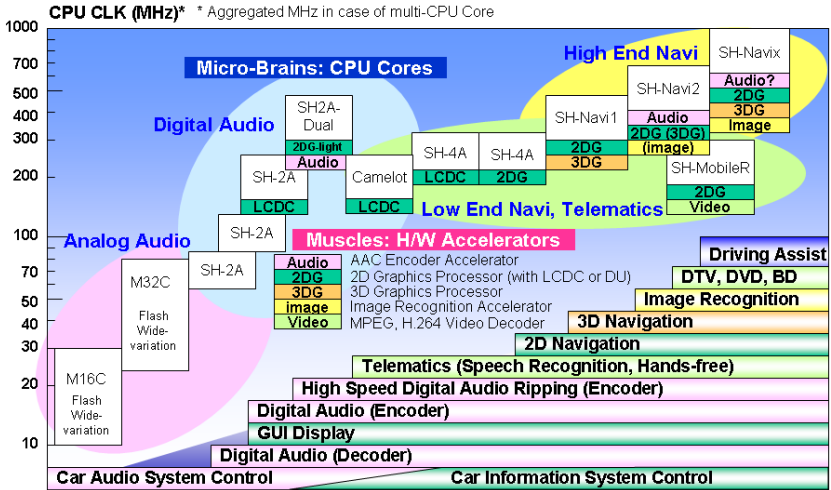 CPU CLK (MHz)* * Aggregated MHz in case of multi-CPU Core
1000
700
500
400
300
200
100
70
50
40
30
20
10
High End Navi
SH-Navix
Audio?
2DG
3DG
Image
Micro-Brains: CPU Cores
SH-Navi2
Audio
2DG (3DG)
(image)
Digital Audio
SH2A-
Dual
2DG-light
Audio
SH-Navi1
2DG
3DG
SH-4A
LCDC
SH-4A
2DG
SH-MobileR
2DG
Video
SH-2A
LCDC
Camelot
LCDC
Low End Navi, Telematics
Analog Audio
SH-2A
SH-2A
Muscles: H/W Accelerators
Audio AAC Encoder Accelerator
2DG 2D Graphics Processor (with LCDC or DU)
3DG 3D Graphics Processor
image Image Recognition Accelerator
Video MPEG, H.264 Video Decoder
M32C
Flash
Wide-
variation
M16C
Flash
Wide-
variation
Driving Assist
DTV, DVD, BD
Image Recognition
3D Navigation
2D Navigation
Telematics (Speech Recognition, Hands-free)
High Speed Digital Audio Ripping (Encoder)
Digital Audio (Encoder)
GUI Display
Digital Audio (Decoder)
Car Audio System Control
Car Information System Control